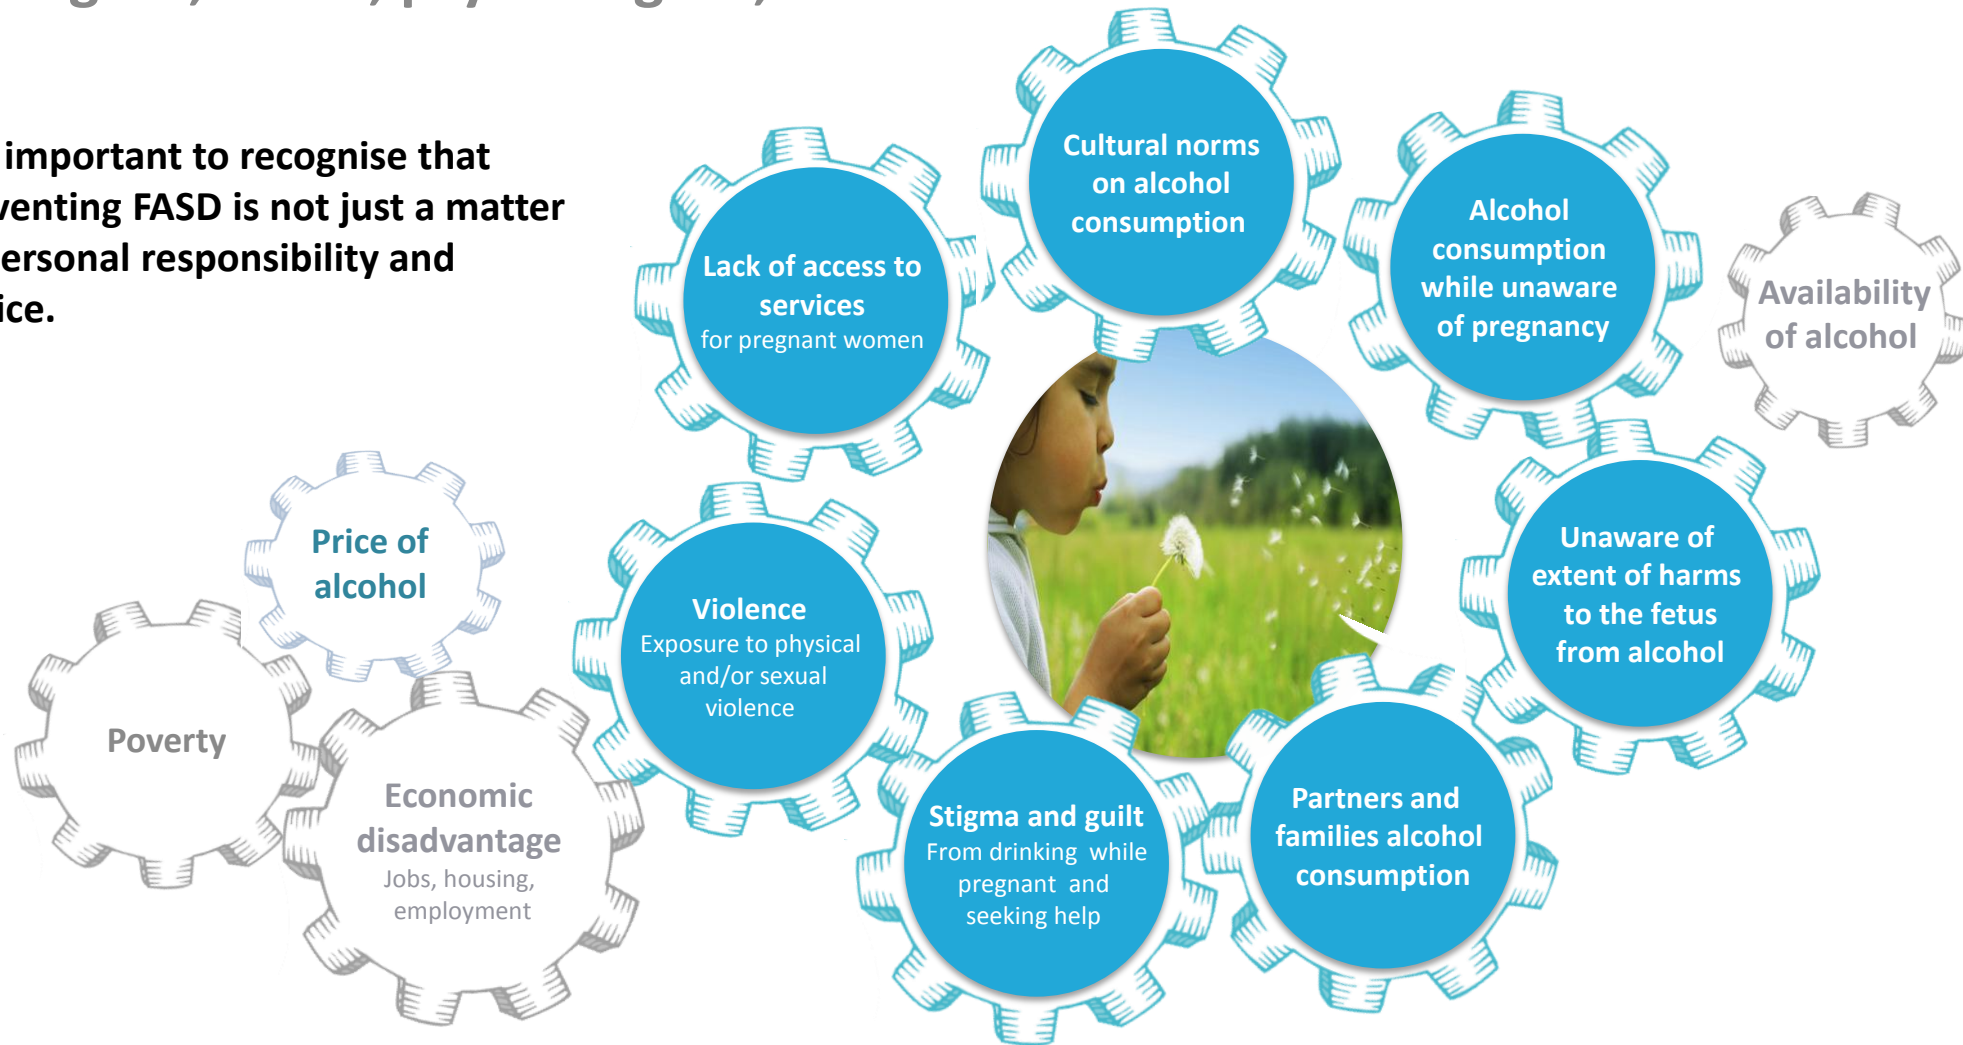 important to recognise that
venting FASD is not just a matter
ersonal responsibility and
ice.
Cultural norms
on alcohol
consumption
Lack of access to
services
for pregnant women
Alcohol
consumption
while unaware
of pregnancy
Availability
of alcohol
Price of
alcohol
Violence
Exposure to physical
and/or sexual
violence
Unaware of
extent of harms
to the fetus
from alcohol
Poverty
Economic
disadvantage
Jobs, housing,
employment
Stigma and guilt
From drinking while
pregnant and
seeking help
Partners and
families alcohol
consumption